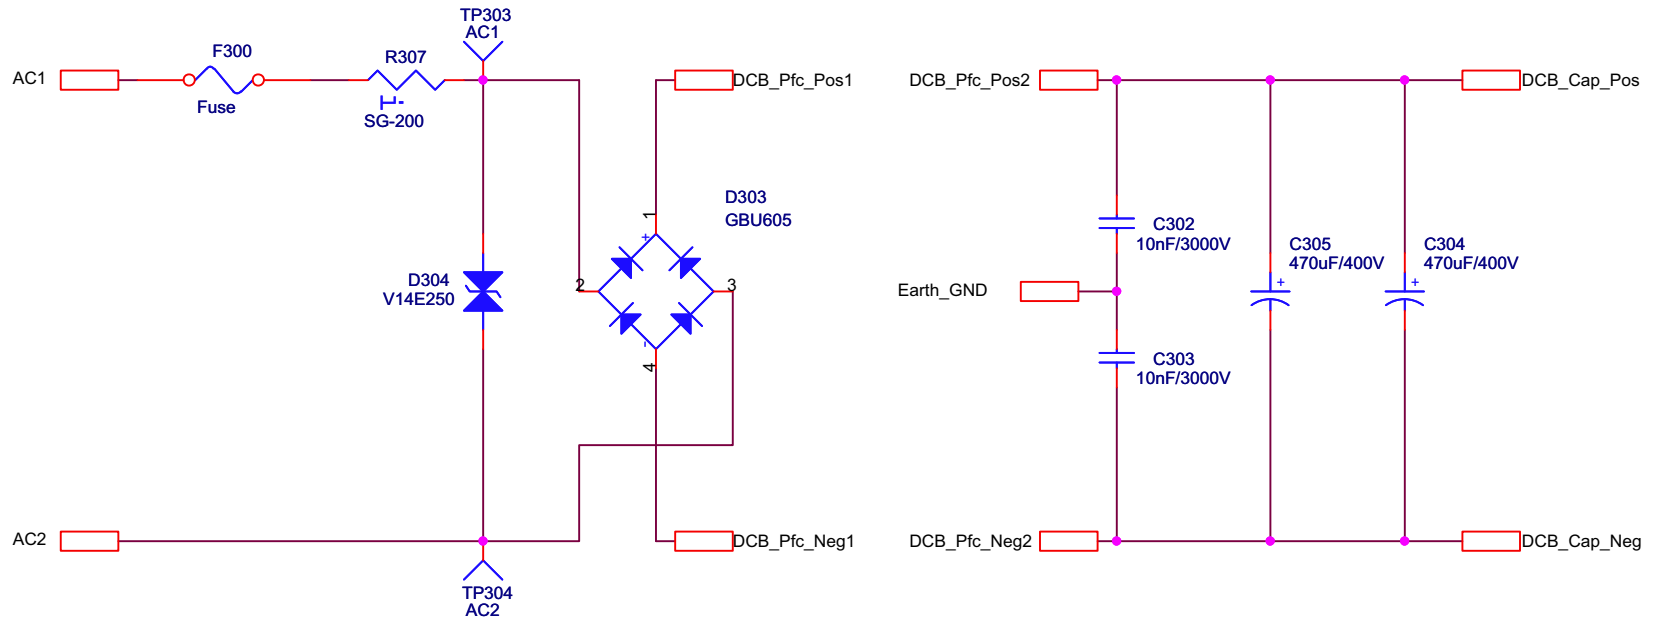 TP303
AC1
F300
R307
AC1
Fuse
SG-200
DCB_Pfc_Pos1
D303
GBU605
1
+
2
3
D304
V14E250
-
4
AC2
DCB_Pfc_Neg1
TP304
AC2
DCB_Pfc_Pos2
DCB_Cap_Pos
C302
10nF/3000V
C305
470uF/400V
+
C304
470uF/400V
+
Earth_GND
C303
10nF/3000V
DCB_Pfc_Neg2
DCB_Cap_Neg